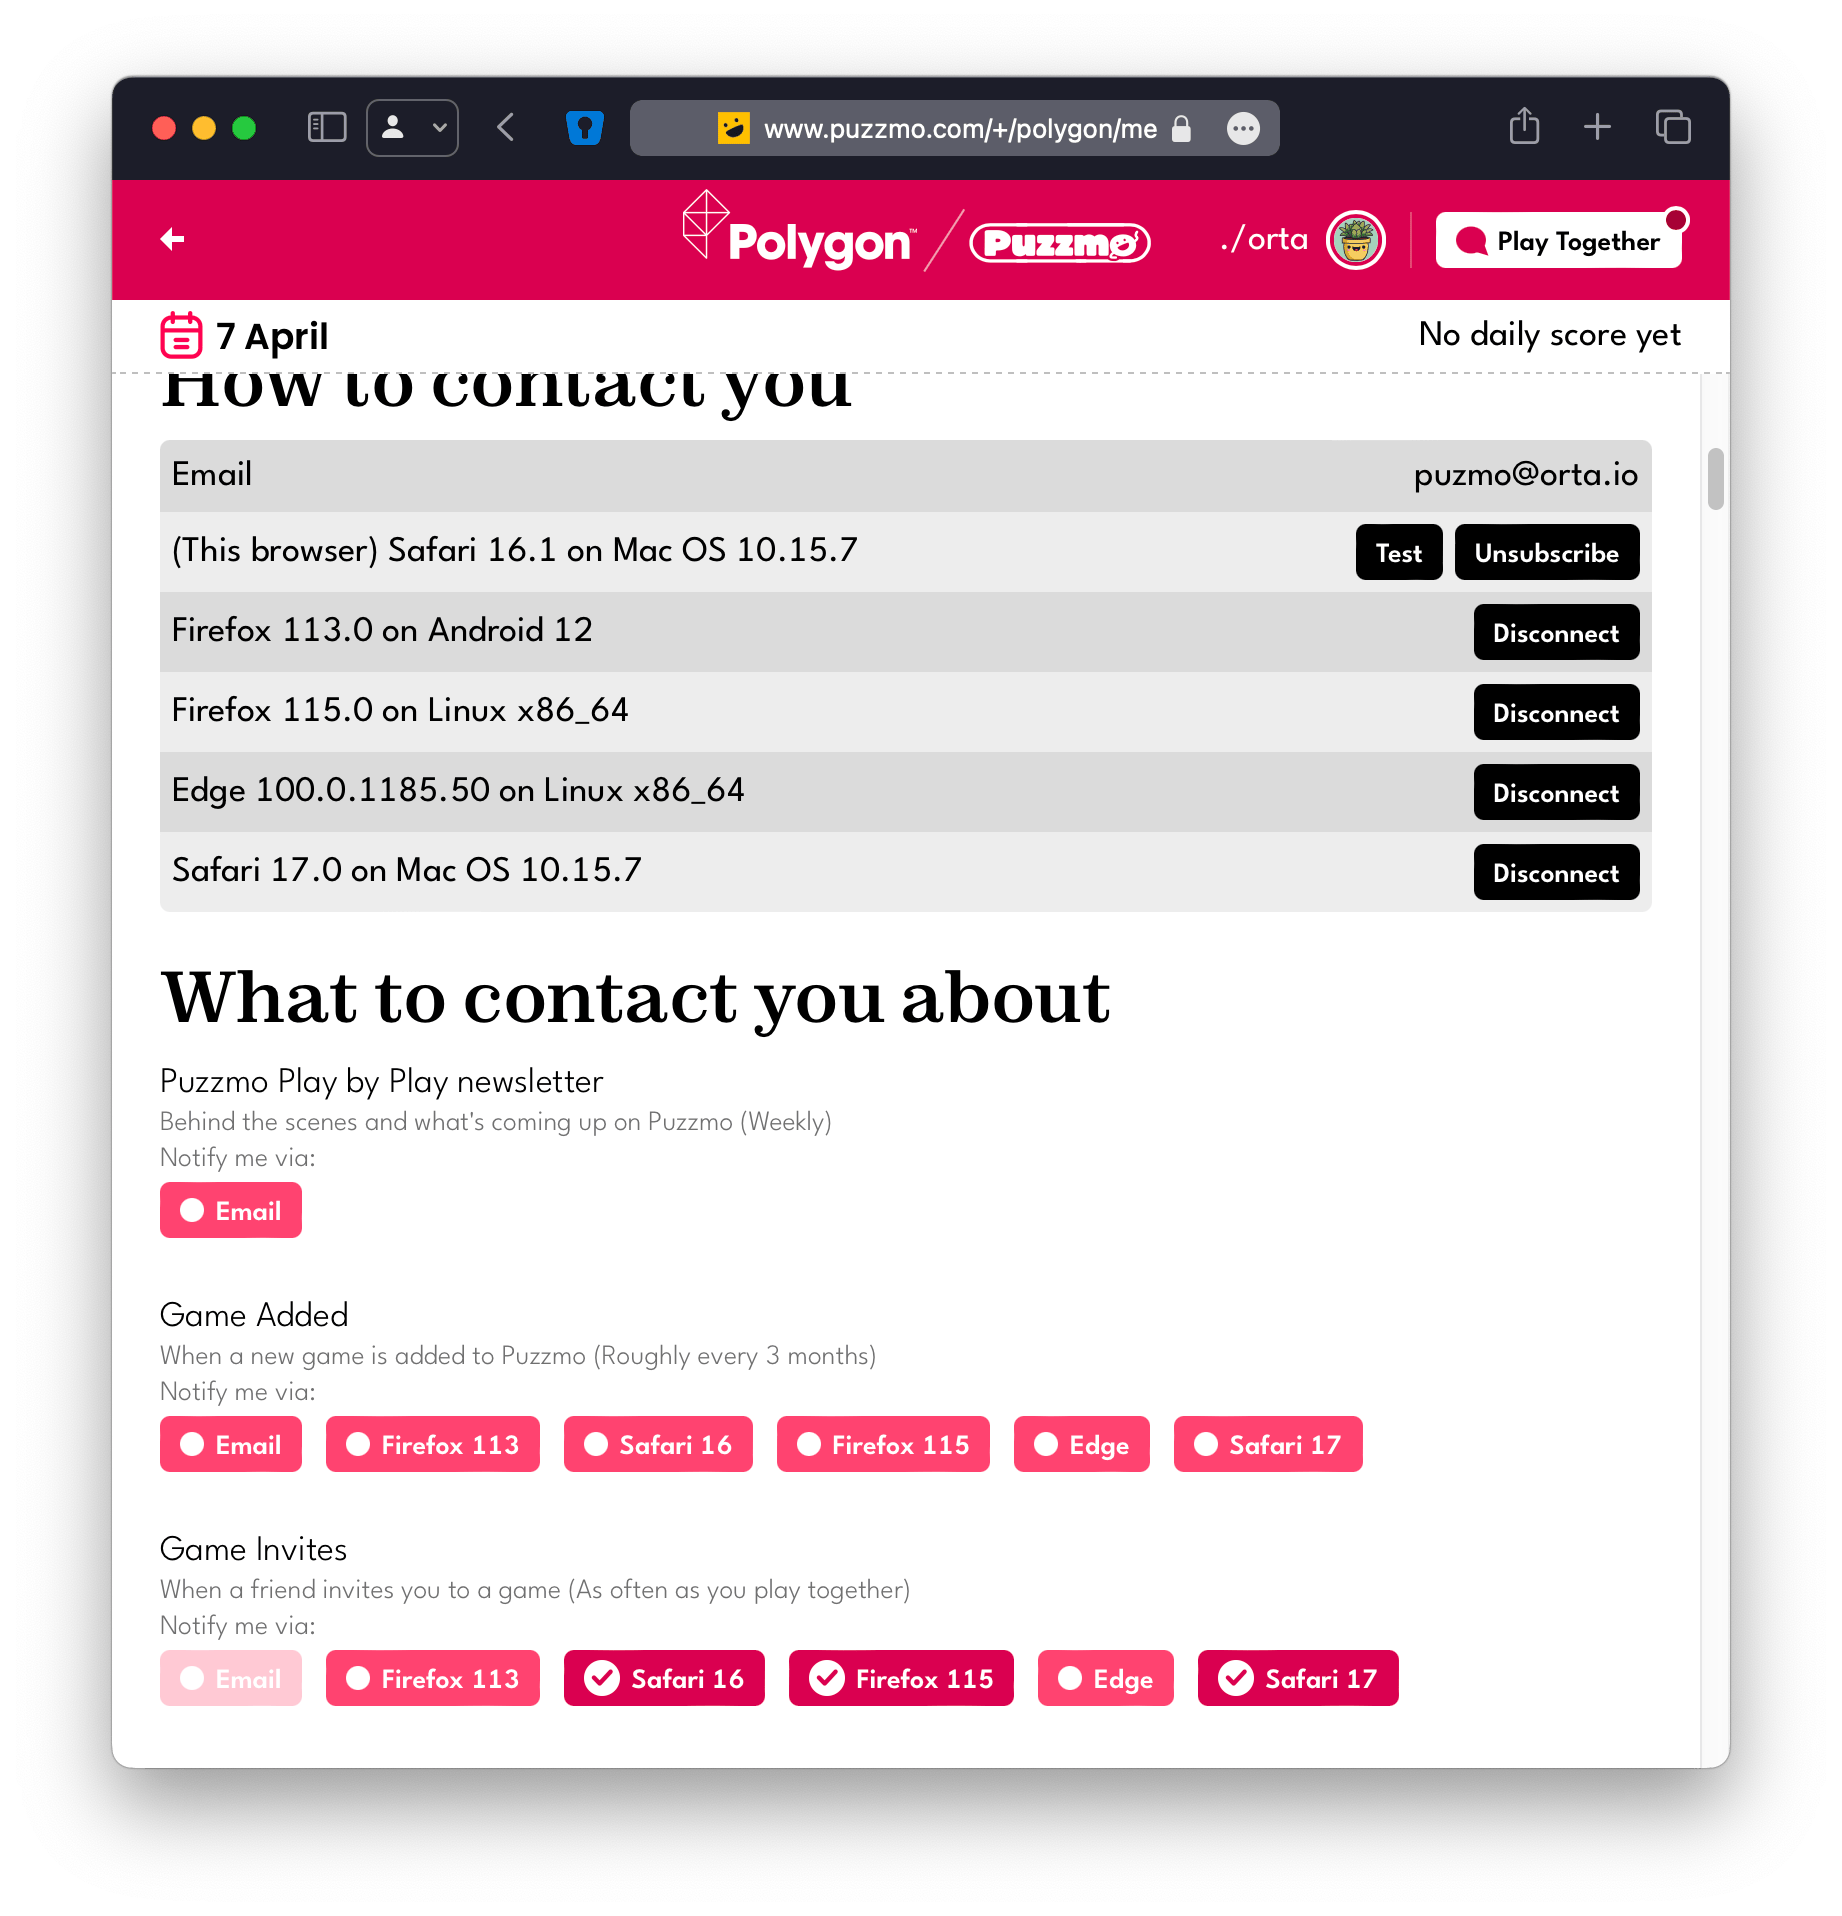 www.puzzmo.com/+/polygon/me
Polygon™ / Puzzmo
./orta
Play Together
7 April
No daily score yet
How to contact you
Email puzmo@orta.io
(This browser) Safari 16.1 on Mac OS 10.15.7 Test Unsubscribe
Firefox 113.0 on Android 12 Disconnect
Firefox 115.0 on Linux x86_64 Disconnect
Edge 100.0.1185.50 on Linux x86_64 Disconnect
Safari 17.0 on Mac OS 10.15.7 Disconnect
What to contact you about
Puzzmo Play by Play newsletter
Behind the scenes and what's coming up on Puzzmo (Weekly)
Notify me via:
Email
Game Added
When a new game is added to Puzzmo (Roughly every 3 months)
Notify me via:
Email Firefox 113 Safari 16 Firefox 115 Edge Safari 17
Game Invites
When a friend invites you to a game (As often as you play together)
Notify me via:
Email Firefox 113 Safari 16 Firefox 115 Edge Safari 17